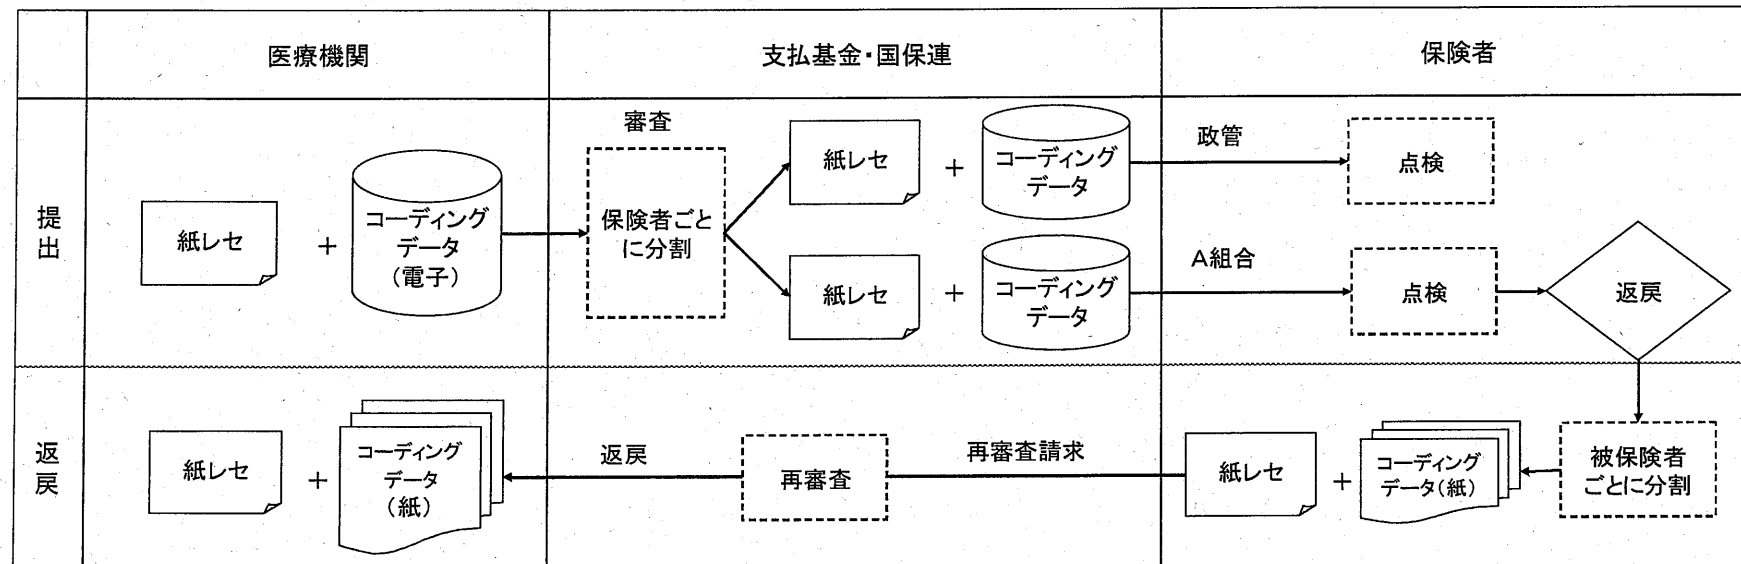 医療機関
支払基金・国保連
保険者
提出
紙レセ
+
コーディング
データ
(電子)
審査
保険者ごと
に分割
紙レセ
+
コーディング
データ
政管
点検
紙レセ
+
コーディング
データ
A組合
点検
返戻
返戻
紙レセ
+
コーディング
データ
(紙)
返戻
再審査
再審査請求
紙レセ
+
コーディング
データ(紙)
被保険者
ごとに分割